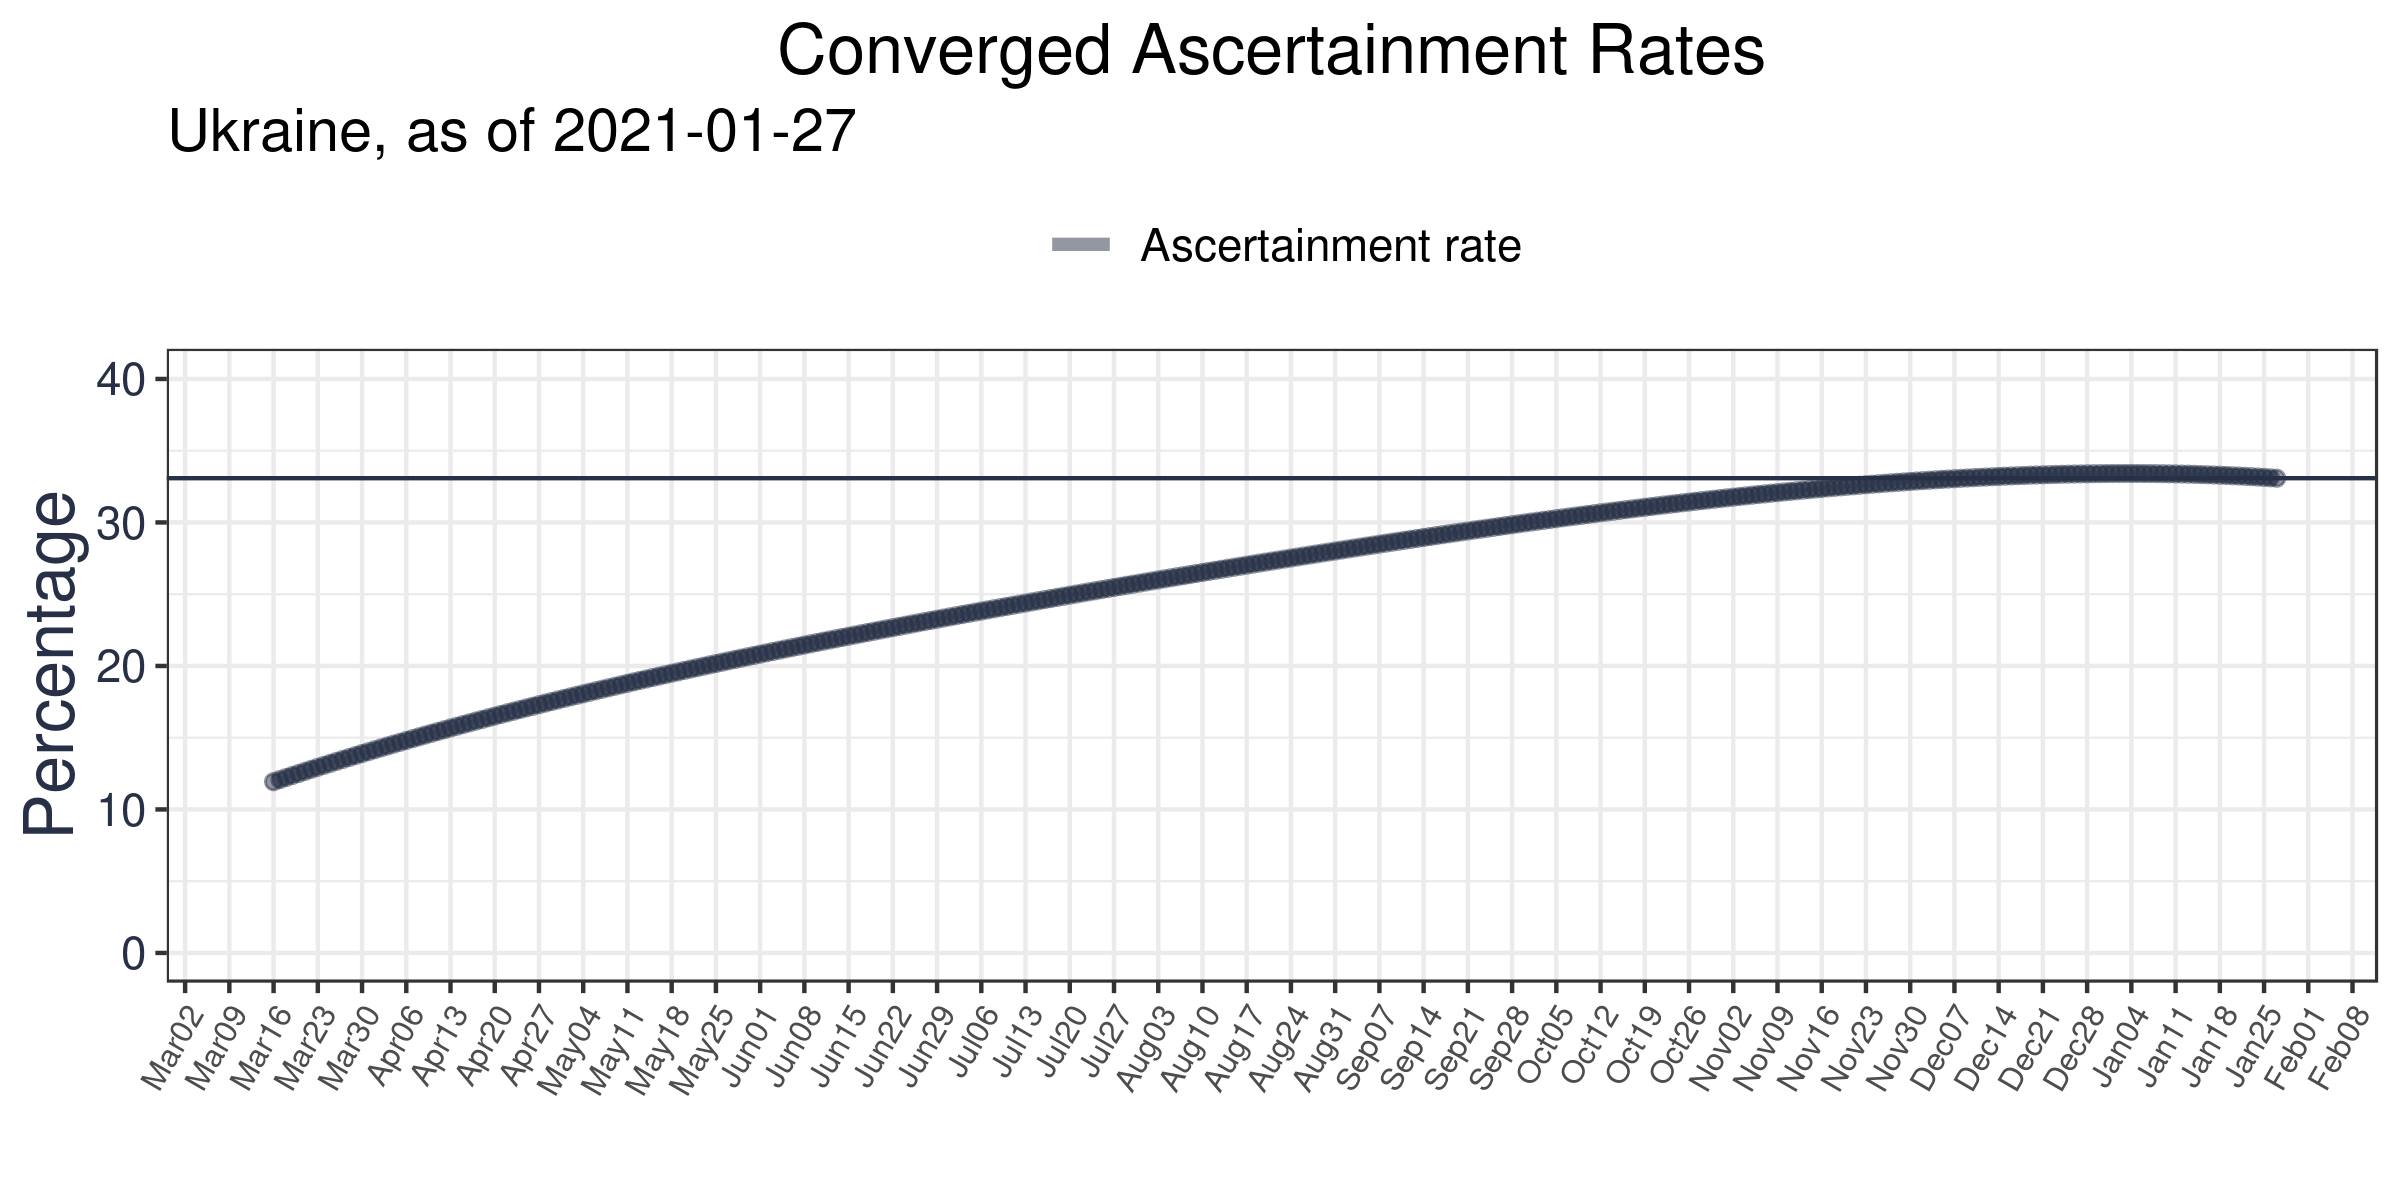 Converged Ascertainment Rates
Ukraine, as of 2021-01-27
Ascertainment rate
Percentage
40
30
20
10
0
Mar02
Mar09
Mar16
Mar23
Mar30
Apr06
Apr13
Apr20
Apr27
May04
May11
May18
May25
Jun01
Jun08
Jun15
Jun22
Jun29
Jul06
Jul13
Jul20
Jul27
Aug03
Aug10
Aug17
Aug24
Aug31
Sep07
Sep14
Sep21
Sep28
Oct05
Oct12
Oct19
Oct26
Nov02
Nov09
Nov16
Nov23
Nov30
Dec07
Dec14
Dec21
Dec28
Jan04
Jan11
Jan18
Jan25
Feb01
Feb08